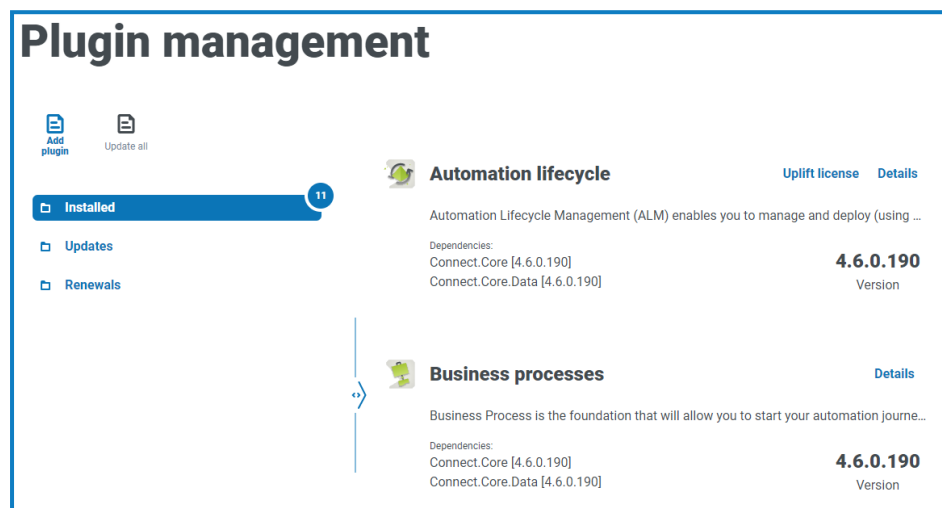 Plugin management
Add
plugin
Update all
Installed
11
Updates
Renewals
Automation lifecycle
Uplift license
Details
Automation Lifecycle Management (ALM) enables you to manage and deploy (using ...
Dependencies:
Connect.Core [4.6.0.190]
Connect.Core.Data [4.6.0.190]
4.6.0.190
Version
Business processes
Details
Business Process is the foundation that will allow you to start your automation journe...
Dependencies:
Connect.Core [4.6.0.190]
Connect.Core.Data [4.6.0.190]
4.6.0.190
Version